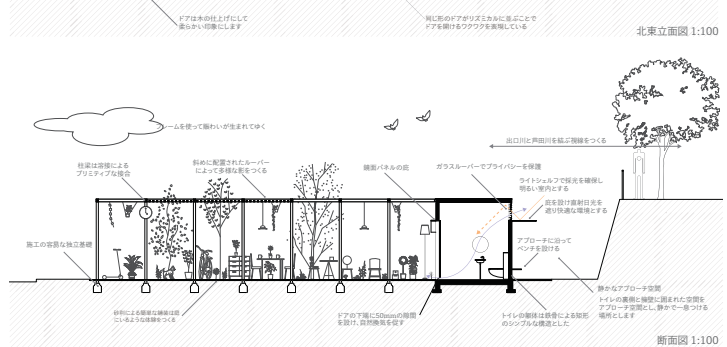 ドアは木の仕上げにして
柔らかい印象にします
同じ形のドアがリズミカルに並ぶことで
ドアを開けるワクワクを表現している
北東立面図 1:100
フレームを使って賑わいが生まれてゆく
出口川と芦田川を結ぶ視線をつくる
柱梁は溶接による
プリミティブな接合
斜めに配置されたルーバー
によって多様な影をつくる
鏡面パネルの庇
ガラスルーバーでプライバシーを保護
ライトシェルフで採光を確保し
明るい室内とする
庇を設け直射日光を
遮り快適な環境とする
施工の容易な独立基礎
アプローチに沿って
ベンチを設ける
静かなアプローチ空間
トイレの裏側と擁壁に囲まれた空間を
アプローチ空間とし、静かで一息つける
場所とします
ドアの下端に50mmの隙間
を設け、自然換気を促す
トイレの躯体は鉄骨による矩形
のシンプルな構造とした
にいるような体験をつくる
断面図 1:100